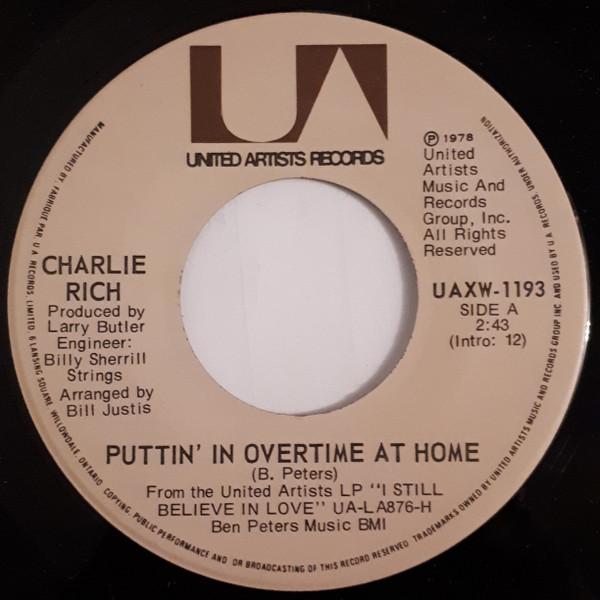 UA
UNITED ARTISTS RECORDS
℗ 1978
United
Artists
Music And
Records
Group, Inc.
All Rights
Reserved
CHARLIE
RICH
Produced by
Larry Butler
Engineer:
Billy Sherrill
Strings
Arranged by
Bill Justis
UAXW-1193
SIDE A
2:43
(Intro: 12)
PUTTIN' IN OVERTIME AT HOME
(B. Peters)
From the United Artists LP "I STILL
BELIEVE IN LOVE" UA-LA876-H
Ben Peters Music BMI
MANUFACTURED BY, FABRIQUE PAR U A RECORDS, LIMITED, 6 LANSING SQUARE, WILLOWDALE, ONTARIO. COPYING, PUBLIC PERFORMANCE AND OR BROADCASTING OF THIS RECORD RESERVED. TRADEMARKS OWNED BY UNITED ARTISTS MUSIC AND RECORDS GROUP INC AND USED BY U A RECORDS, UNDER AUTHORIZATION